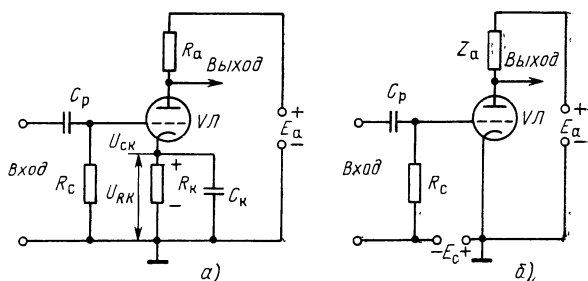 Rа
Выход
Cр
VЛ
Uск
+
Eа
−
Вход
Rс
URк
+
Rк
−
Cк
а)
Zа
Выход
Cр
VЛ
+
Eа
−
Вход
Rс
−Eс+
б)